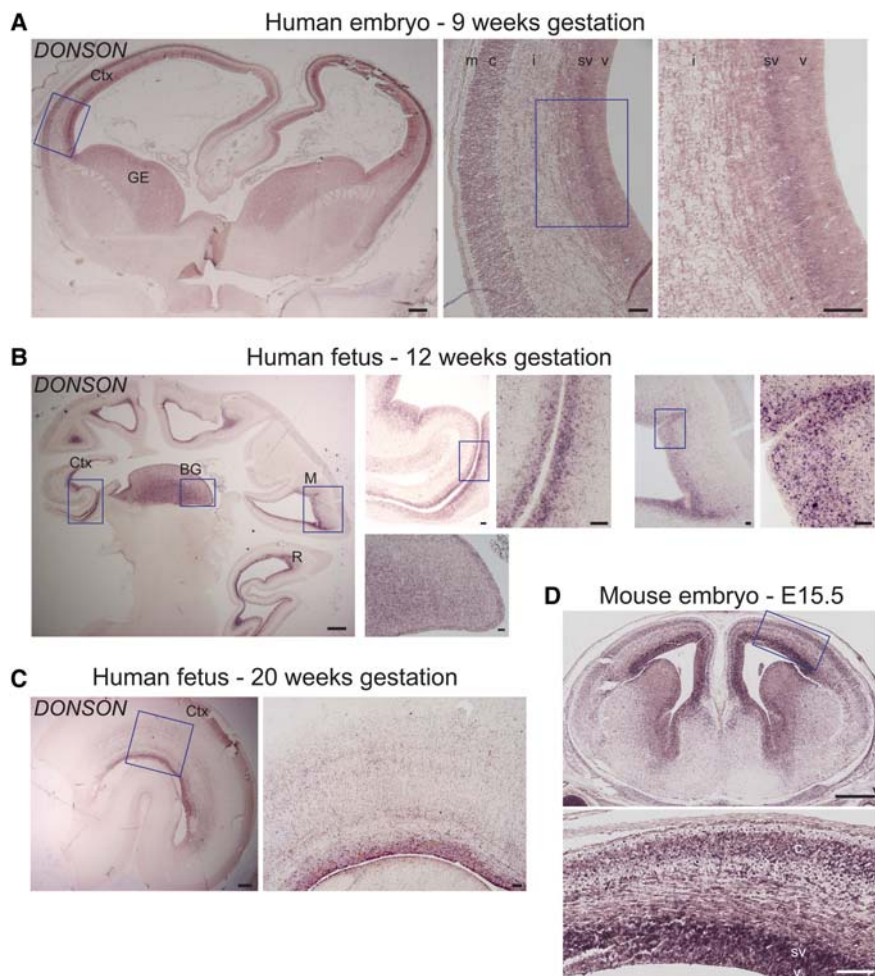 A
Human embryo - 9 weeks gestation
DONSON
Ctx
GE
m c i sv v
i sv v
B
Human fetus - 12 weeks gestation
DONSON
Ctx
BG
M
R
C
Human fetus - 20 weeks gestation
DONSON
Ctx
D
Mouse embryo - E15.5
c
i
sv